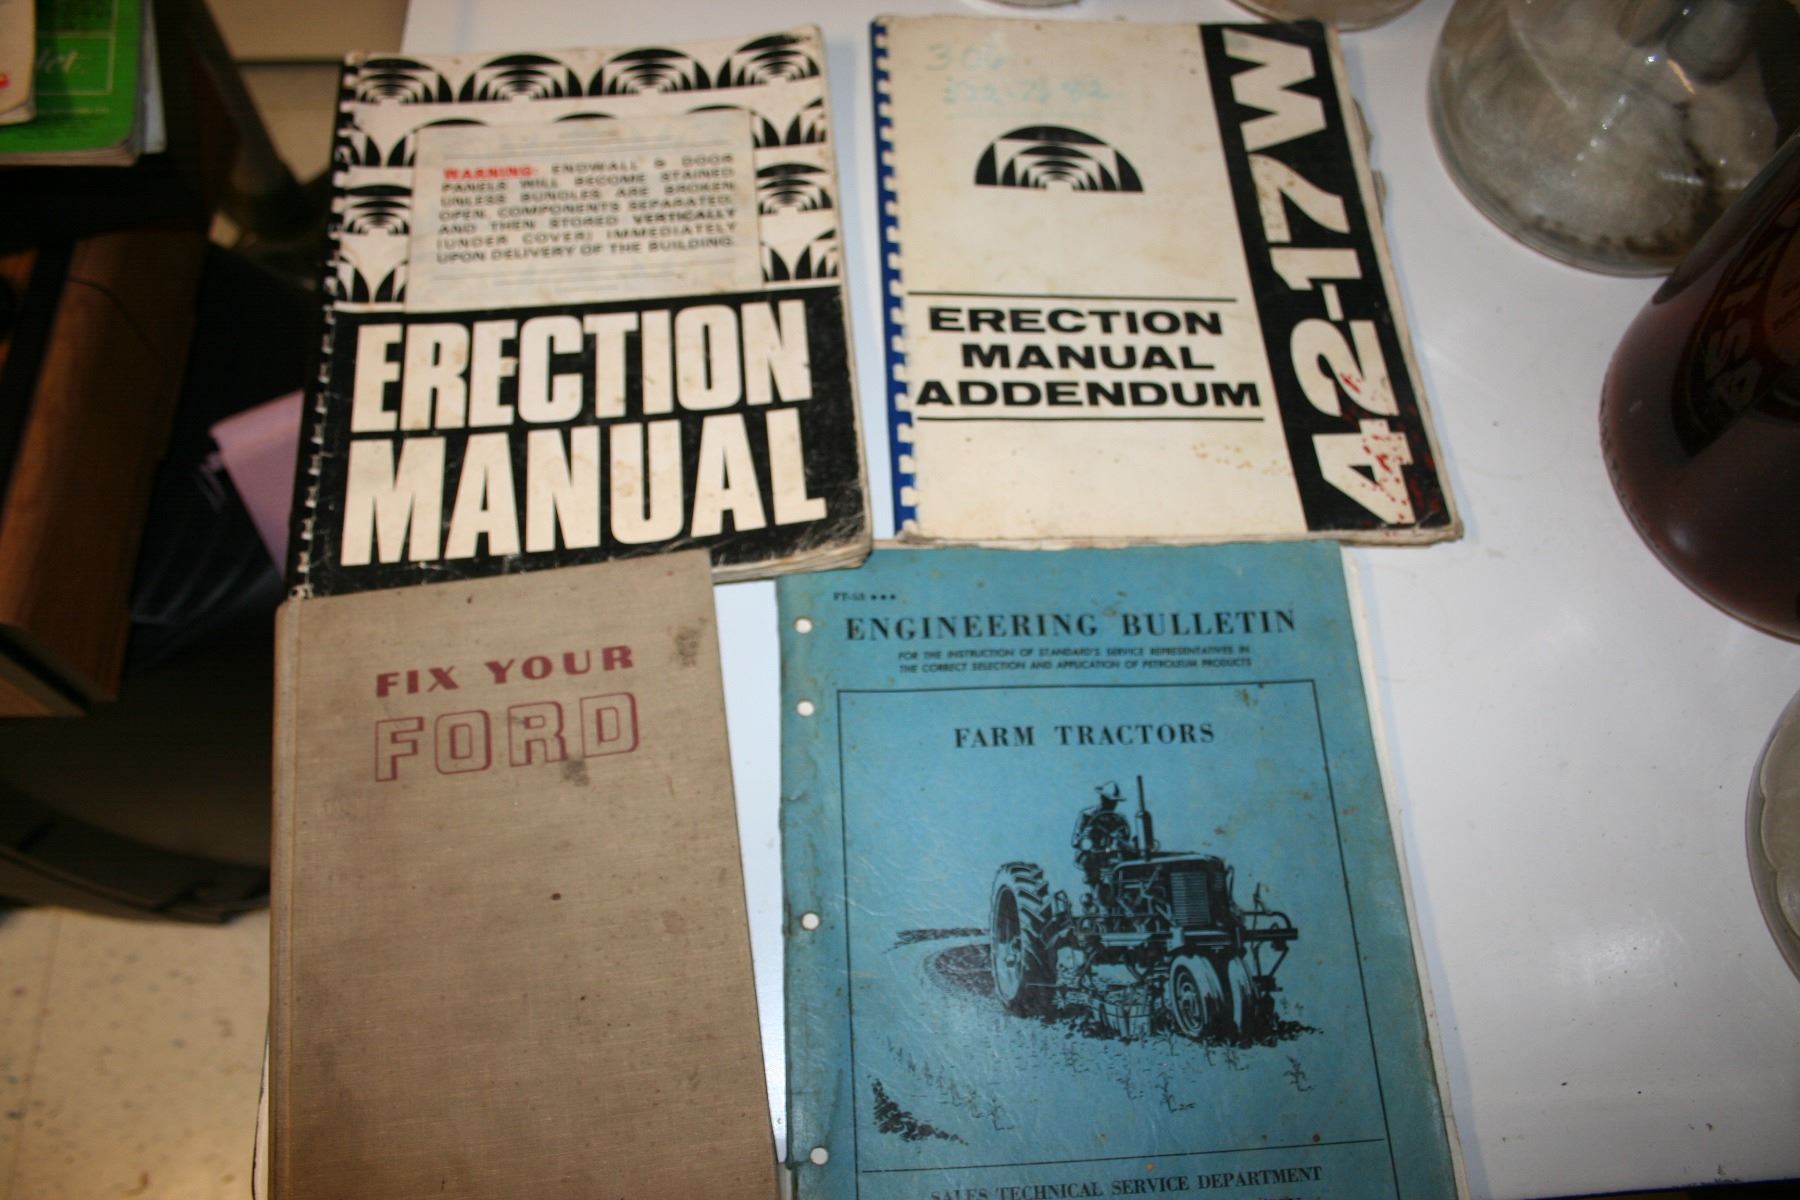 WARNING: ENDWALL & DOOR
PANELS WILL BECOME STAINED
UNLESS BUNDLES ARE BROKEN
OPEN, COMPONENTS SEPARATED,
AND THEN STORED VERTICALLY
(UNDER COVER) IMMEDIATELY
UPON DELIVERY OF THE BUILDING.
ERECTION
MANUAL
306
ERECTION
MANUAL
ADDENDUM
42-17W
FIX YOUR
FORD
ENGINEERING BULLETIN
FOR THE INSTRUCTION OF STANDARD'S SERVICE REPRESENTATIVES IN
THE CORRECT SELECTION AND APPLICATION OF PETROLEUM PRODUCTS
FARM TRACTORS
SALES TECHNICAL SERVICE DEPARTMENT